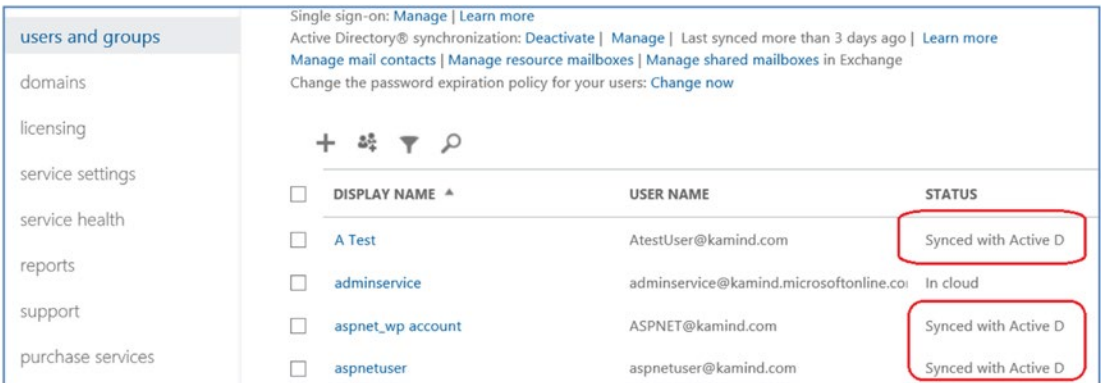 Single sign-on: Manage | Learn more
users and groups
Active Directory® synchronization: Deactivate | Manage | Last synced more than 3 days ago | Learn more
Manage mail contacts | Manage resource mailboxes | Manage shared mailboxes in Exchange
domains
Change the password expiration policy for your users: Change now
licensing
service settings
DISPLAY NAME USER NAME STATUS
service health
A Test AtestUser@kamind.com Synced with Active D
reports
adminservice adminservice@kamind.microsoftonline.co In cloud
support
aspnet_wp account ASPNET@kamind.com Synced with Active D
purchase services
aspnetuser aspnetuser@kamind.com Synced with Active D